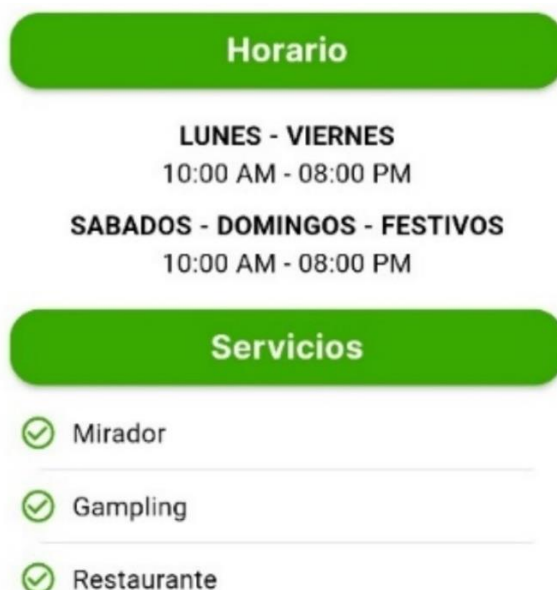 Horario
LUNES - VIERNES
10:00 AM - 08:00 PM
SABADOS - DOMINGOS - FESTIVOS
10:00 AM - 08:00 PM
Servicios
Mirador
Gampling
Restaurante